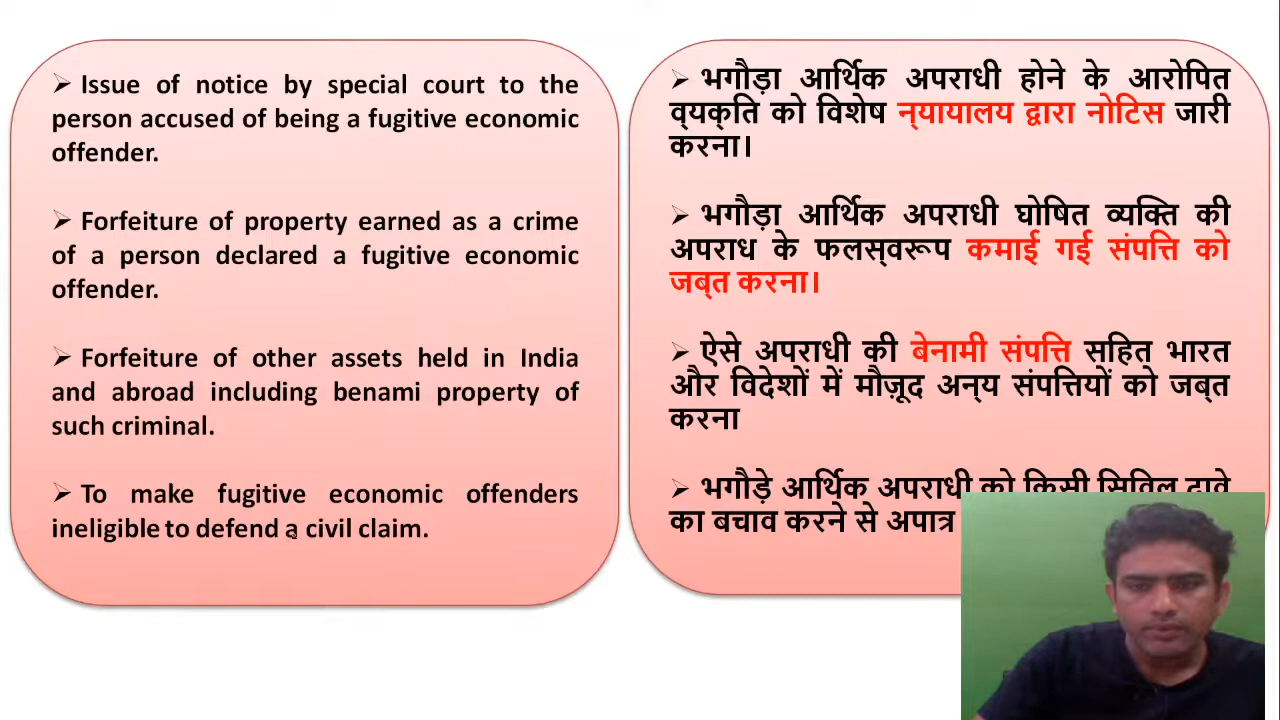 ➢ Issue of notice by special court to the
person accused of being a fugitive economic
offender.
➢ Forfeiture of property earned as a crime
of a person declared a fugitive economic
offender.
➢ Forfeiture of other assets held in India
and abroad including benami property of
such criminal.
➢ To make fugitive economic offenders
ineligible to defend a civil claim.
➢ भगौड़ा आर्थिक अपराधी होने के आरोपित
व्यक्ति को विशेष न्यायालय द्वारा नोटिस जारी
करना।
➢ भगौड़ा आर्थिक अपराधी घोषित व्यक्ति की
अपराध के फलस्वरूप कमाई गई संपत्ति को
जब्त करना।
➢ ऐसे अपराधी की बेनामी संपत्ति सहित भारत
और विदेशों में मौज़ूद अन्य संपत्तियों को जब्त
करना
➢ भगौड़े आर्थिक अपराधी को किसी सिविल दावे
का बचाव करने से अपात्र